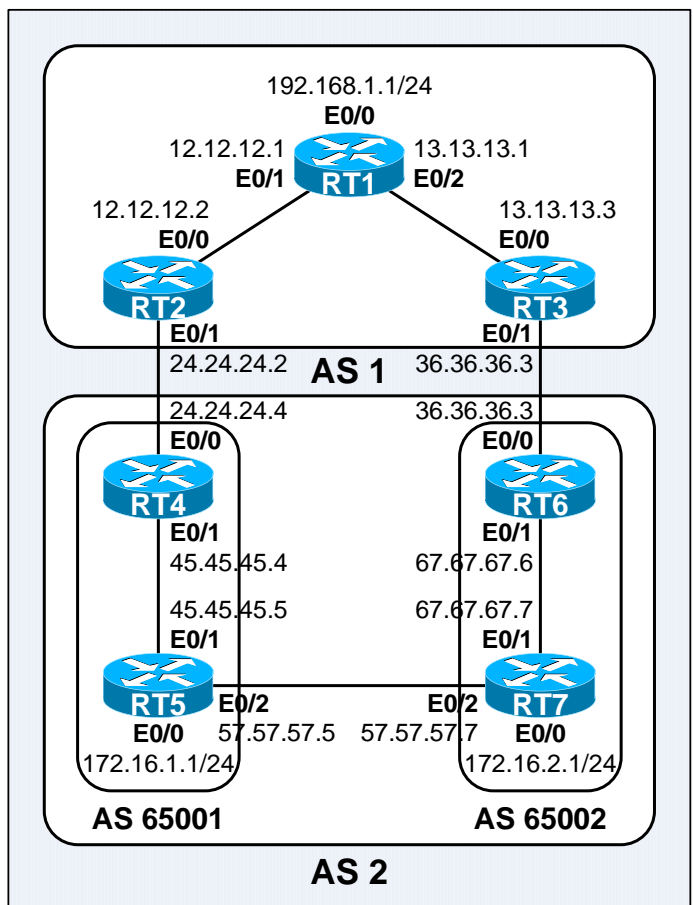 192.168.1.1/24
E0/0
12.12.12.1 13.13.13.1
E0/1 RT1 E0/2
12.12.12.2 13.13.13.3
E0/0 E0/0
RT2 RT3
E0/1 E0/1
24.24.24.2 AS 1 36.36.36.3
24.24.24.4 36.36.36.3
E0/0 E0/0
RT4 RT6
E0/1 E0/1
45.45.45.4 67.67.67.6
45.45.45.5 67.67.67.7
E0/1 E0/1
RT5 E0/2 E0/2 RT7
E0/0 57.57.57.5 57.57.57.7 E0/0
172.16.1.1/24 172.16.2.1/24
AS 65001 AS 65002
AS 2